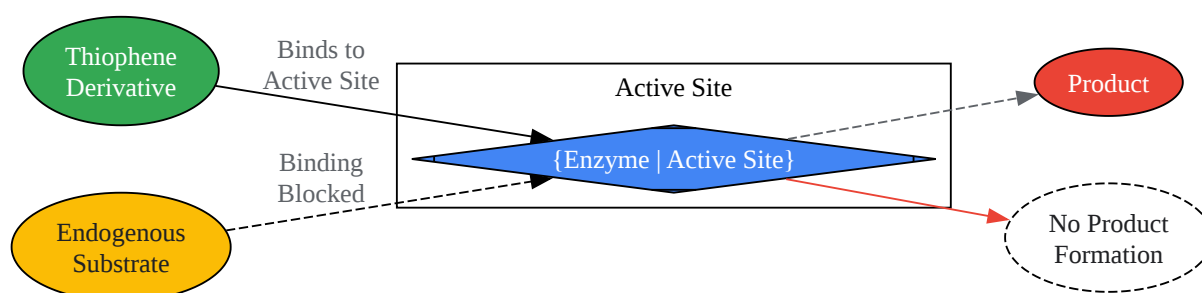 Thiophene
Derivative
Binds to
Active Site
Active Site
Product
{Enzyme | Active Site}
Binding
Blocked
Endogenous
Substrate
No Product
Formation